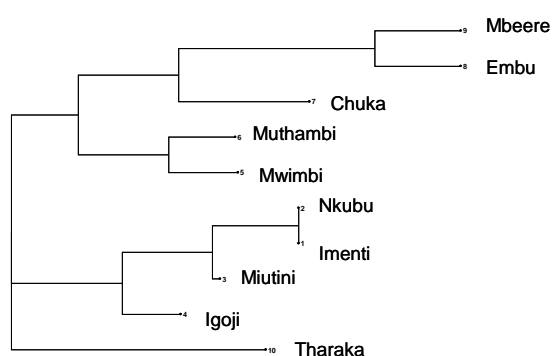 9 Mbeere
8 Embu
7 Chuka
6 Muthambi
5 Mwimbi
2 Nkubu
1 Imenti
3 Miutini
4 Igoji
10 Tharaka